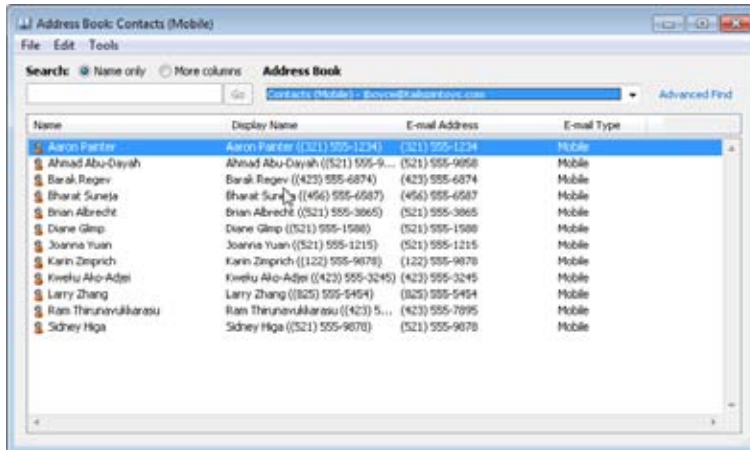 Address Book: Contacts (Mobile)
File Edit Tools
Search: Name only More columns Address Book
Go Contacts (Mobile) - tboyce@tailspintoys.com Advanced Find
Name Display Name E-mail Address E-mail Type
Aaron Painter Aaron Painter ((321) 555-1234) (321) 555-1234 Mobile
Ahmad Abu-Dayah Ahmad Abu-Dayah ((521) 555-9... (521) 555-9858 Mobile
Barak Regev Barak Regev ((423) 555-6874) (423) 555-6874 Mobile
Bharat Suneja Bharat Suneja ((456) 555-6587) (456) 555-6587 Mobile
Brian Albrecht Brian Albrecht ((521) 555-3865) (521) 555-3865 Mobile
Diane Glimp Diane Glimp ((521) 555-1588) (521) 555-1588 Mobile
Joanna Yuan Joanna Yuan ((521) 555-1215) (521) 555-1215 Mobile
Karin Zimprich Karin Zimprich ((122) 555-9878) (122) 555-9878 Mobile
Kweku Ako-Adjei Kweku Ako-Adjei ((423) 555-3245) (423) 555-3245 Mobile
Larry Zhang Larry Zhang ((825) 555-5454) (825) 555-5454 Mobile
Ram Thirunavukkarasu Ram Thirunavukkarasu ((423) 5... (423) 555-7895 Mobile
Sidney Higa Sidney Higa ((521) 555-9878) (521) 555-9878 Mobile